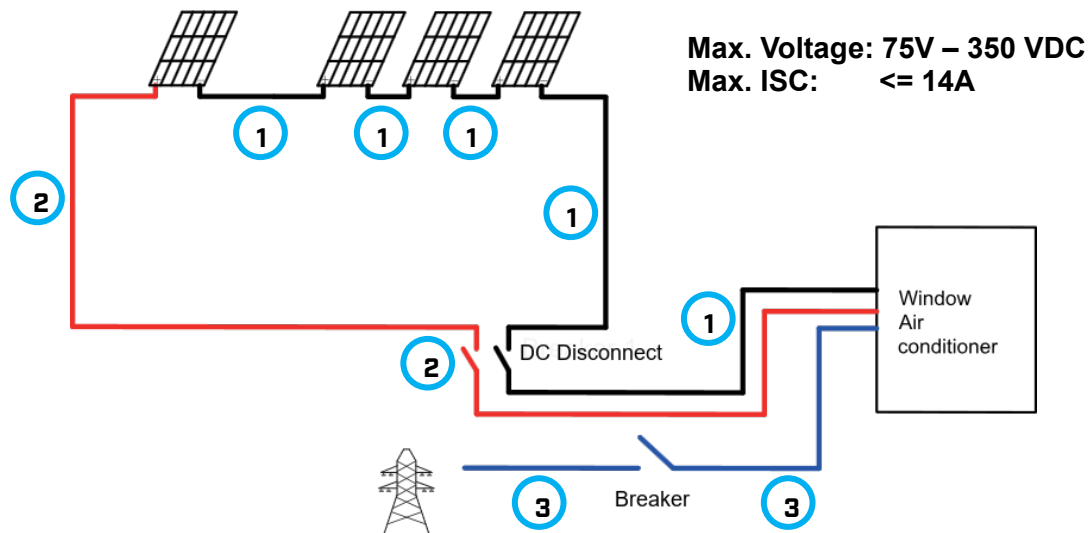 Max. Voltage: 75V – 350 VDC
Max. ISC: <= 14A
1
1
1
2
1
1
Window
Air
conditioner
2
DC Disconnect
3
Breaker
3